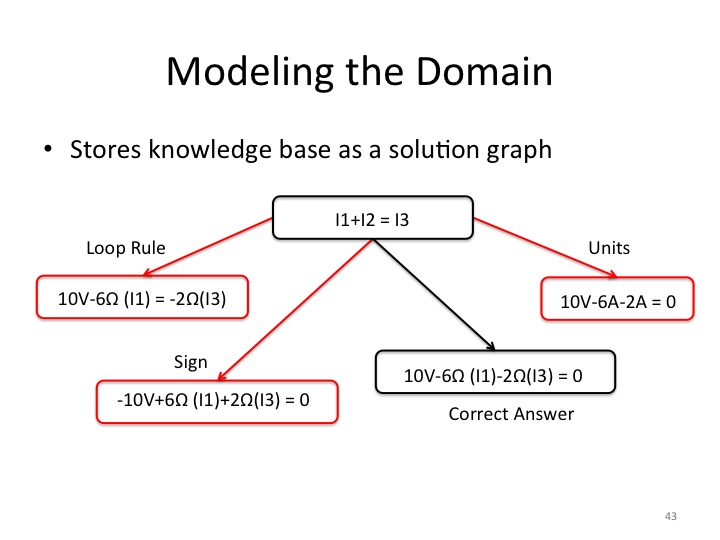 Modeling the Domain
• Stores knowledge base as a solution graph
I1+I2 = I3
Loop Rule
Units
10V-6Ω (I1) = -2Ω(I3)
10V-6A-2A = 0
Sign
10V-6Ω (I1)-2Ω(I3) = 0
-10V+6Ω (I1)+2Ω(I3) = 0
Correct Answer
43